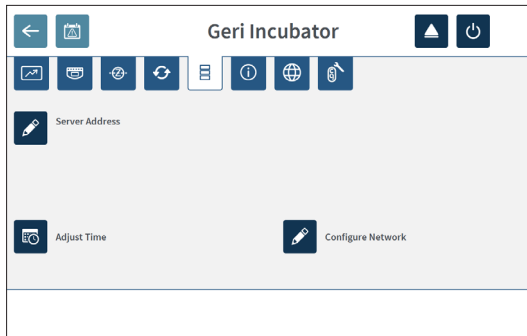 Geri Incubator
Server Address
Adjust Time
Configure Network